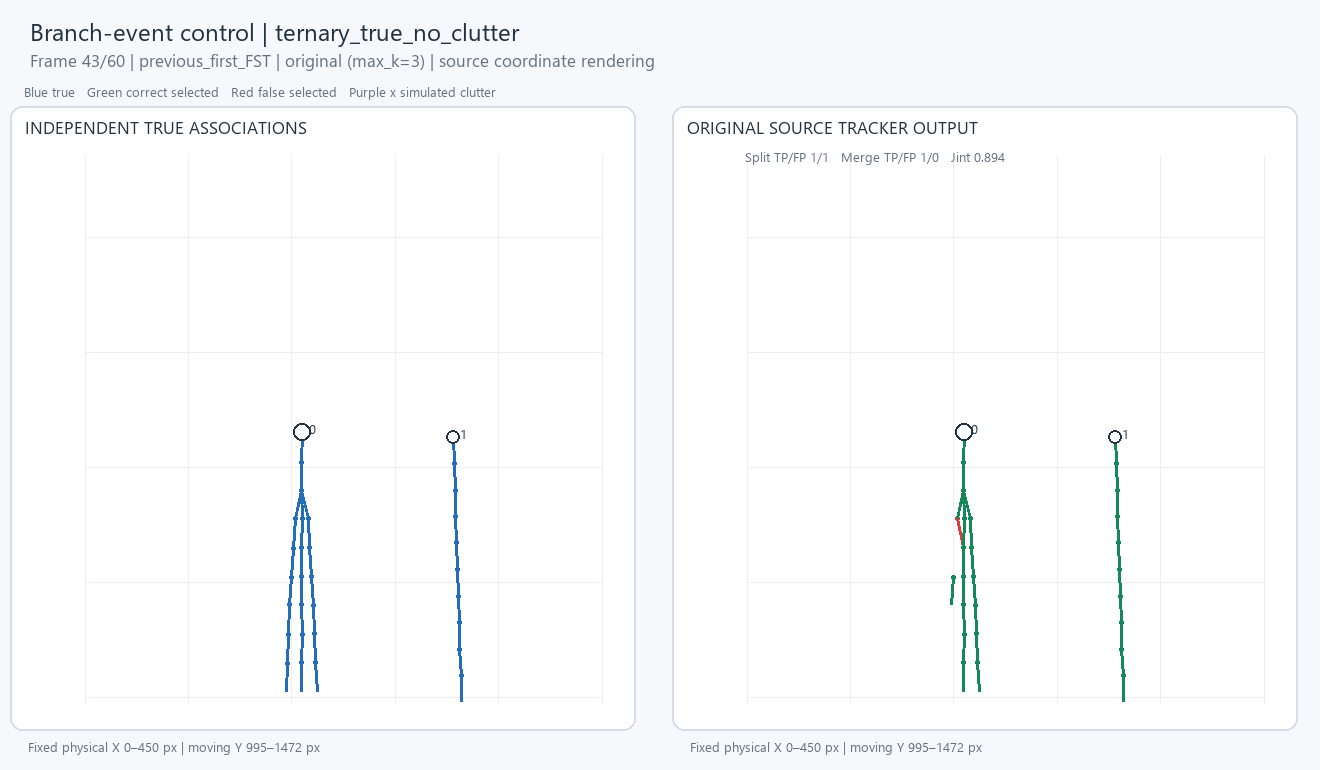 Branch-event control | ternary_true_no_clutter
Frame 43/60 | previous_first_FST | original (max_k=3) | source coordinate rendering
Blue true   Green correct selected   Red false selected   Purple x simulated clutter
INDEPENDENT TRUE ASSOCIATIONS
0
1
Fixed physical X 0–450 px | moving Y 995–1472 px
ORIGINAL SOURCE TRACKER OUTPUT
Split TP/FP 1/1   Merge TP/FP 1/0   Jint 0.894
0
1
Fixed physical X 0–450 px | moving Y 995–1472 px